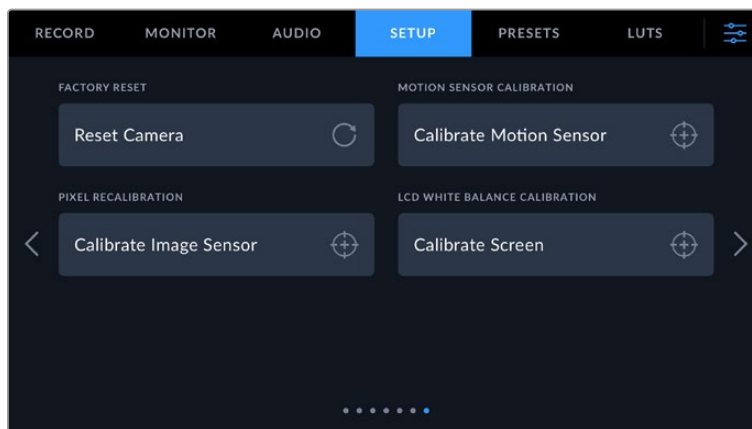 RECORD MONITOR AUDIO SETUP PRESETS LUTS
FACTORY RESET MOTION SENSOR CALIBRATION
Reset Camera Calibrate Motion Sensor
PIXEL RECALIBRATION LCD WHITE BALANCE CALIBRATION
Calibrate Image Sensor Calibrate Screen